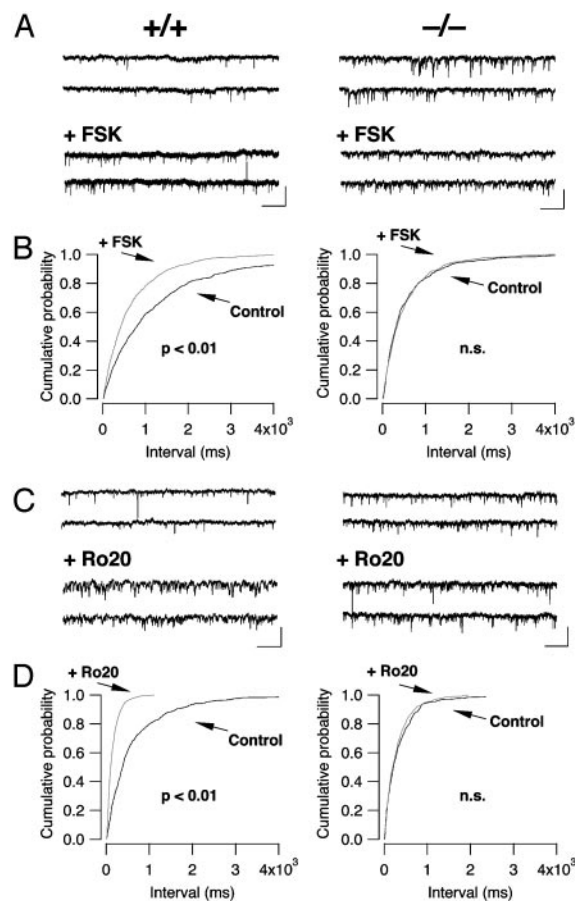 A
+/+
–/–
+ FSK
+ FSK
B
+ FSK
Control
p < 0.01
Cumulative probability
1.0
0.8
0.6
0.4
0.2
0.0
0 1 2 3 4x10³
Interval (ms)
+ FSK
Control
n.s.
Cumulative probability
1.0
0.8
0.6
0.4
0.2
0.0
0 1 2 3 4x10³
Interval (ms)
C
+ Ro20
+ Ro20
D
+ Ro20
Control
p < 0.01
Cumulative probability
1.0
0.8
0.6
0.4
0.2
0.0
0 1 2 3 4x10³
Interval (ms)
+ Ro20
Control
n.s.
Cumulative probability
1.0
0.8
0.6
0.4
0.2
0.0
0 1 2 3 4x10³
Interval (ms)